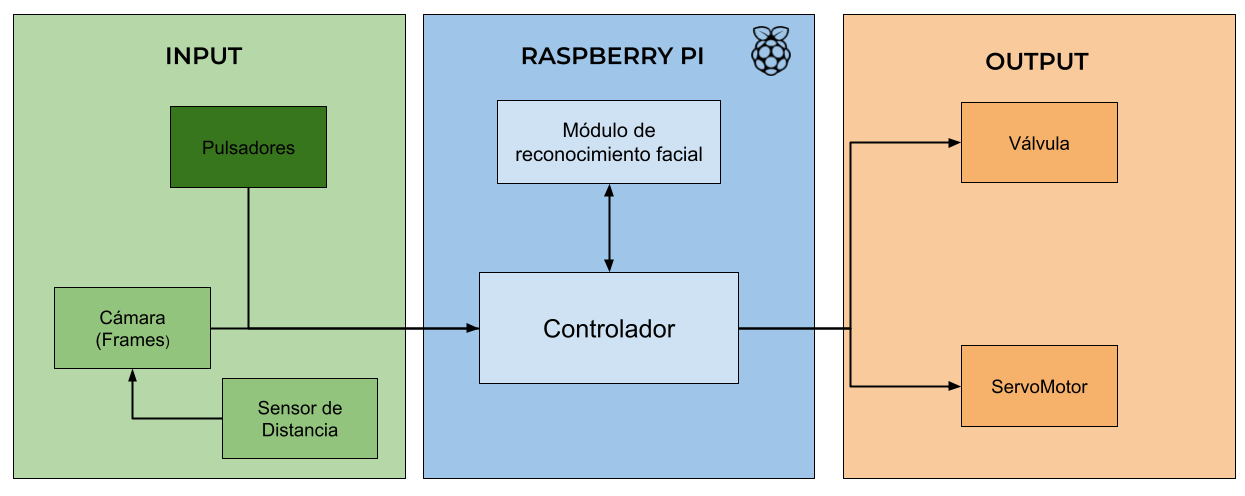 INPUT
Pulsadores
Cámara
(Frames)
Sensor de
Distancia
RASPBERRY PI
Módulo de
reconocimiento facial
Controlador
OUTPUT
Válvula
ServoMotor